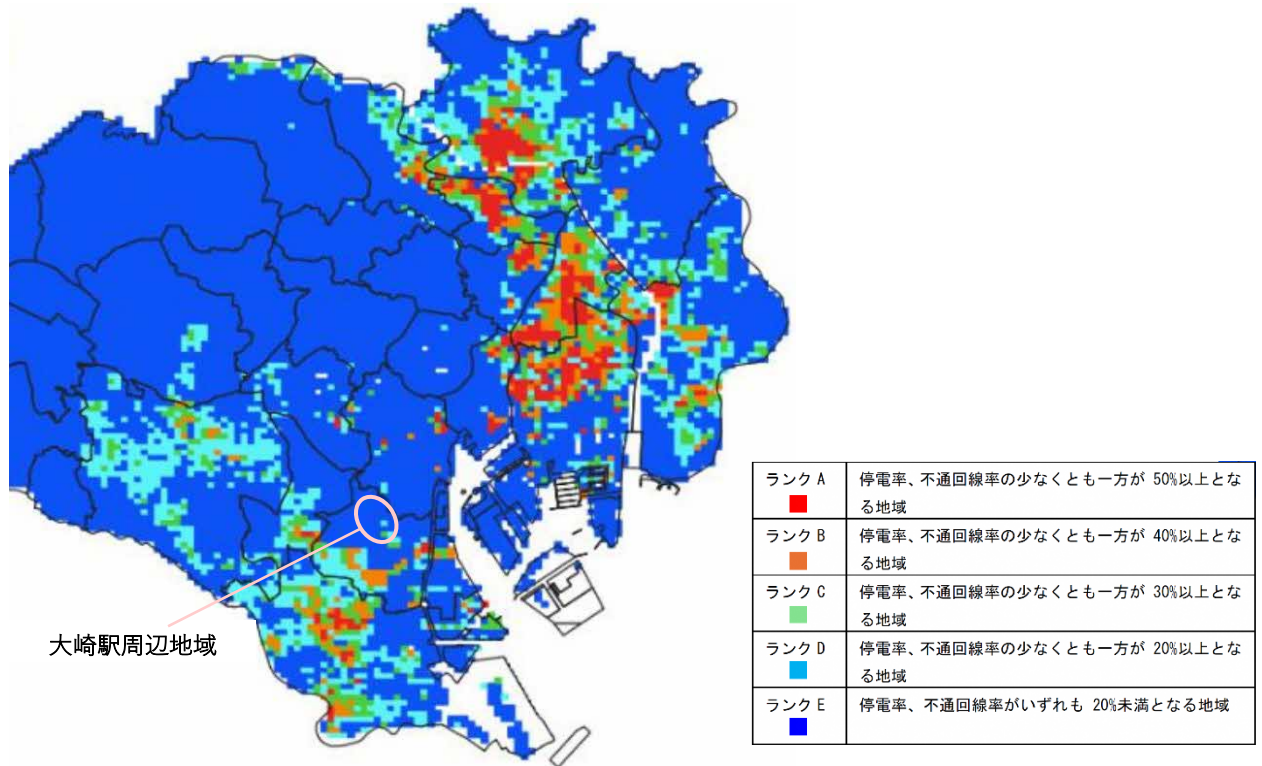 大崎駅周辺地域
ランク A
停電率、不通回線率の少なくとも一方が 50%以上とな
る地域
ランク B
停電率、不通回線率の少なくとも一方が 40%以上とな
る地域
ランク C
停電率、不通回線率の少なくとも一方が 30%以上とな
る地域
ランク D
停電率、不通回線率の少なくとも一方が 20%以上とな
る地域
ランク E
停電率、不通回線率がいずれも 20%未満となる地域